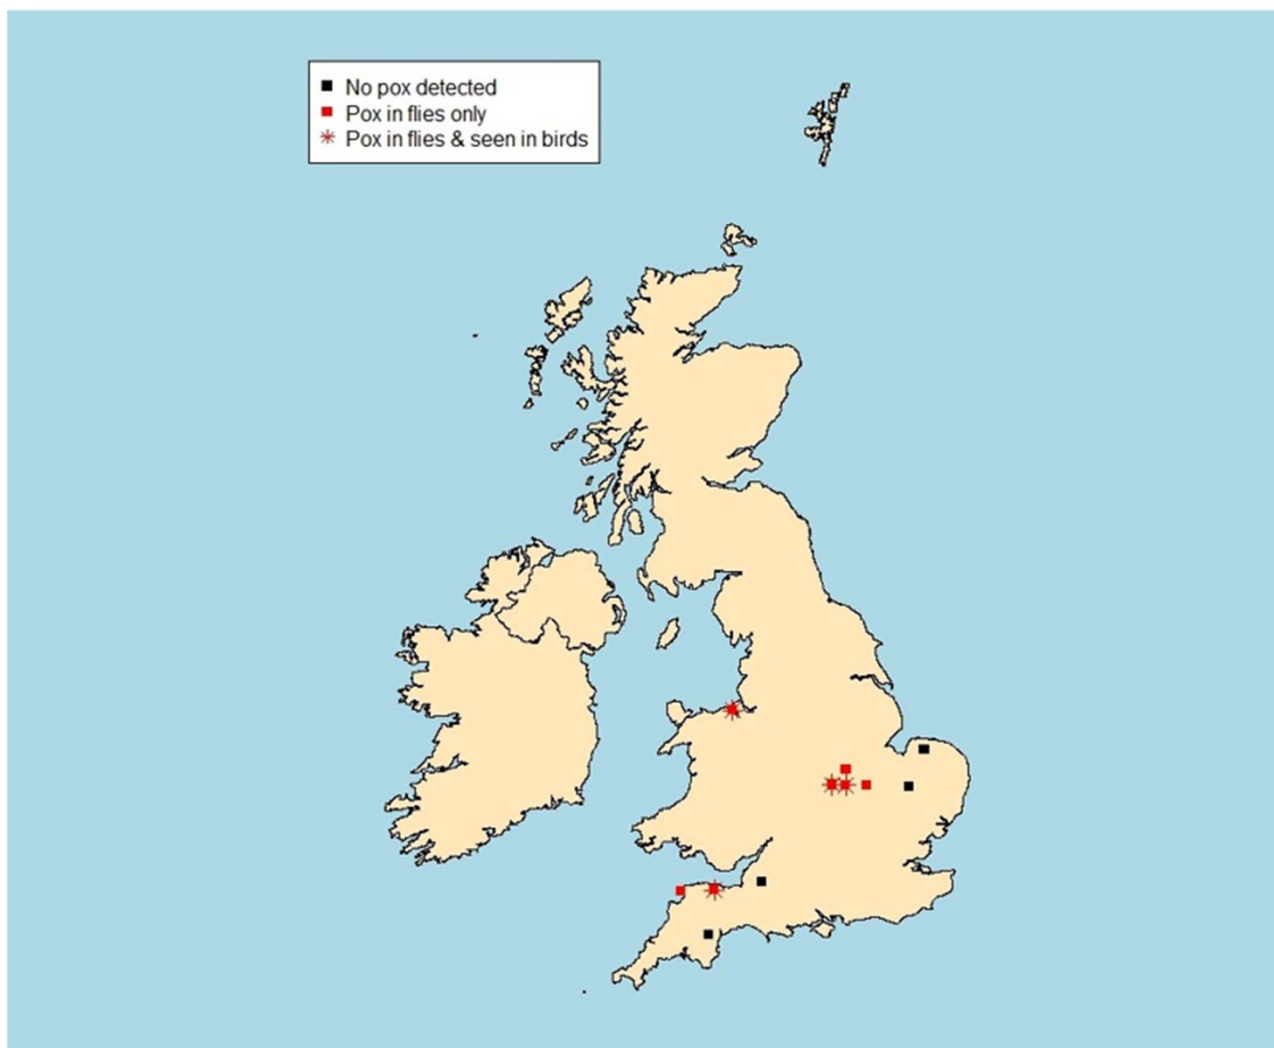 No pox detected
Pox in flies only
Pox in flies & seen in birds